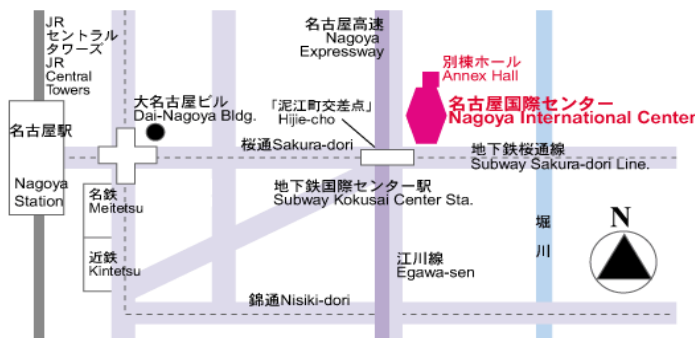 JR
セントラル
タワーズ
JR
Central
Towers
名古屋高速
Nagoya
Expressway
別棟ホール
Annex Hall
大名古屋ビル
Dai-Nagoya Bldg.
「泥江町交差点」
Hijie-cho
名古屋国際センター
Nagoya International Center
名古屋駅
桜通Sakura-dori
地下鉄桜通線
Subway Sakura-dori Line.
Nagoya
Station
名鉄
Meitetsu
地下鉄国際センター駅
Subway Kokusai Center Sta.
堀川
N
近鉄
Kintetsu
江川線
Egawa-sen
錦通Nisiki-dori